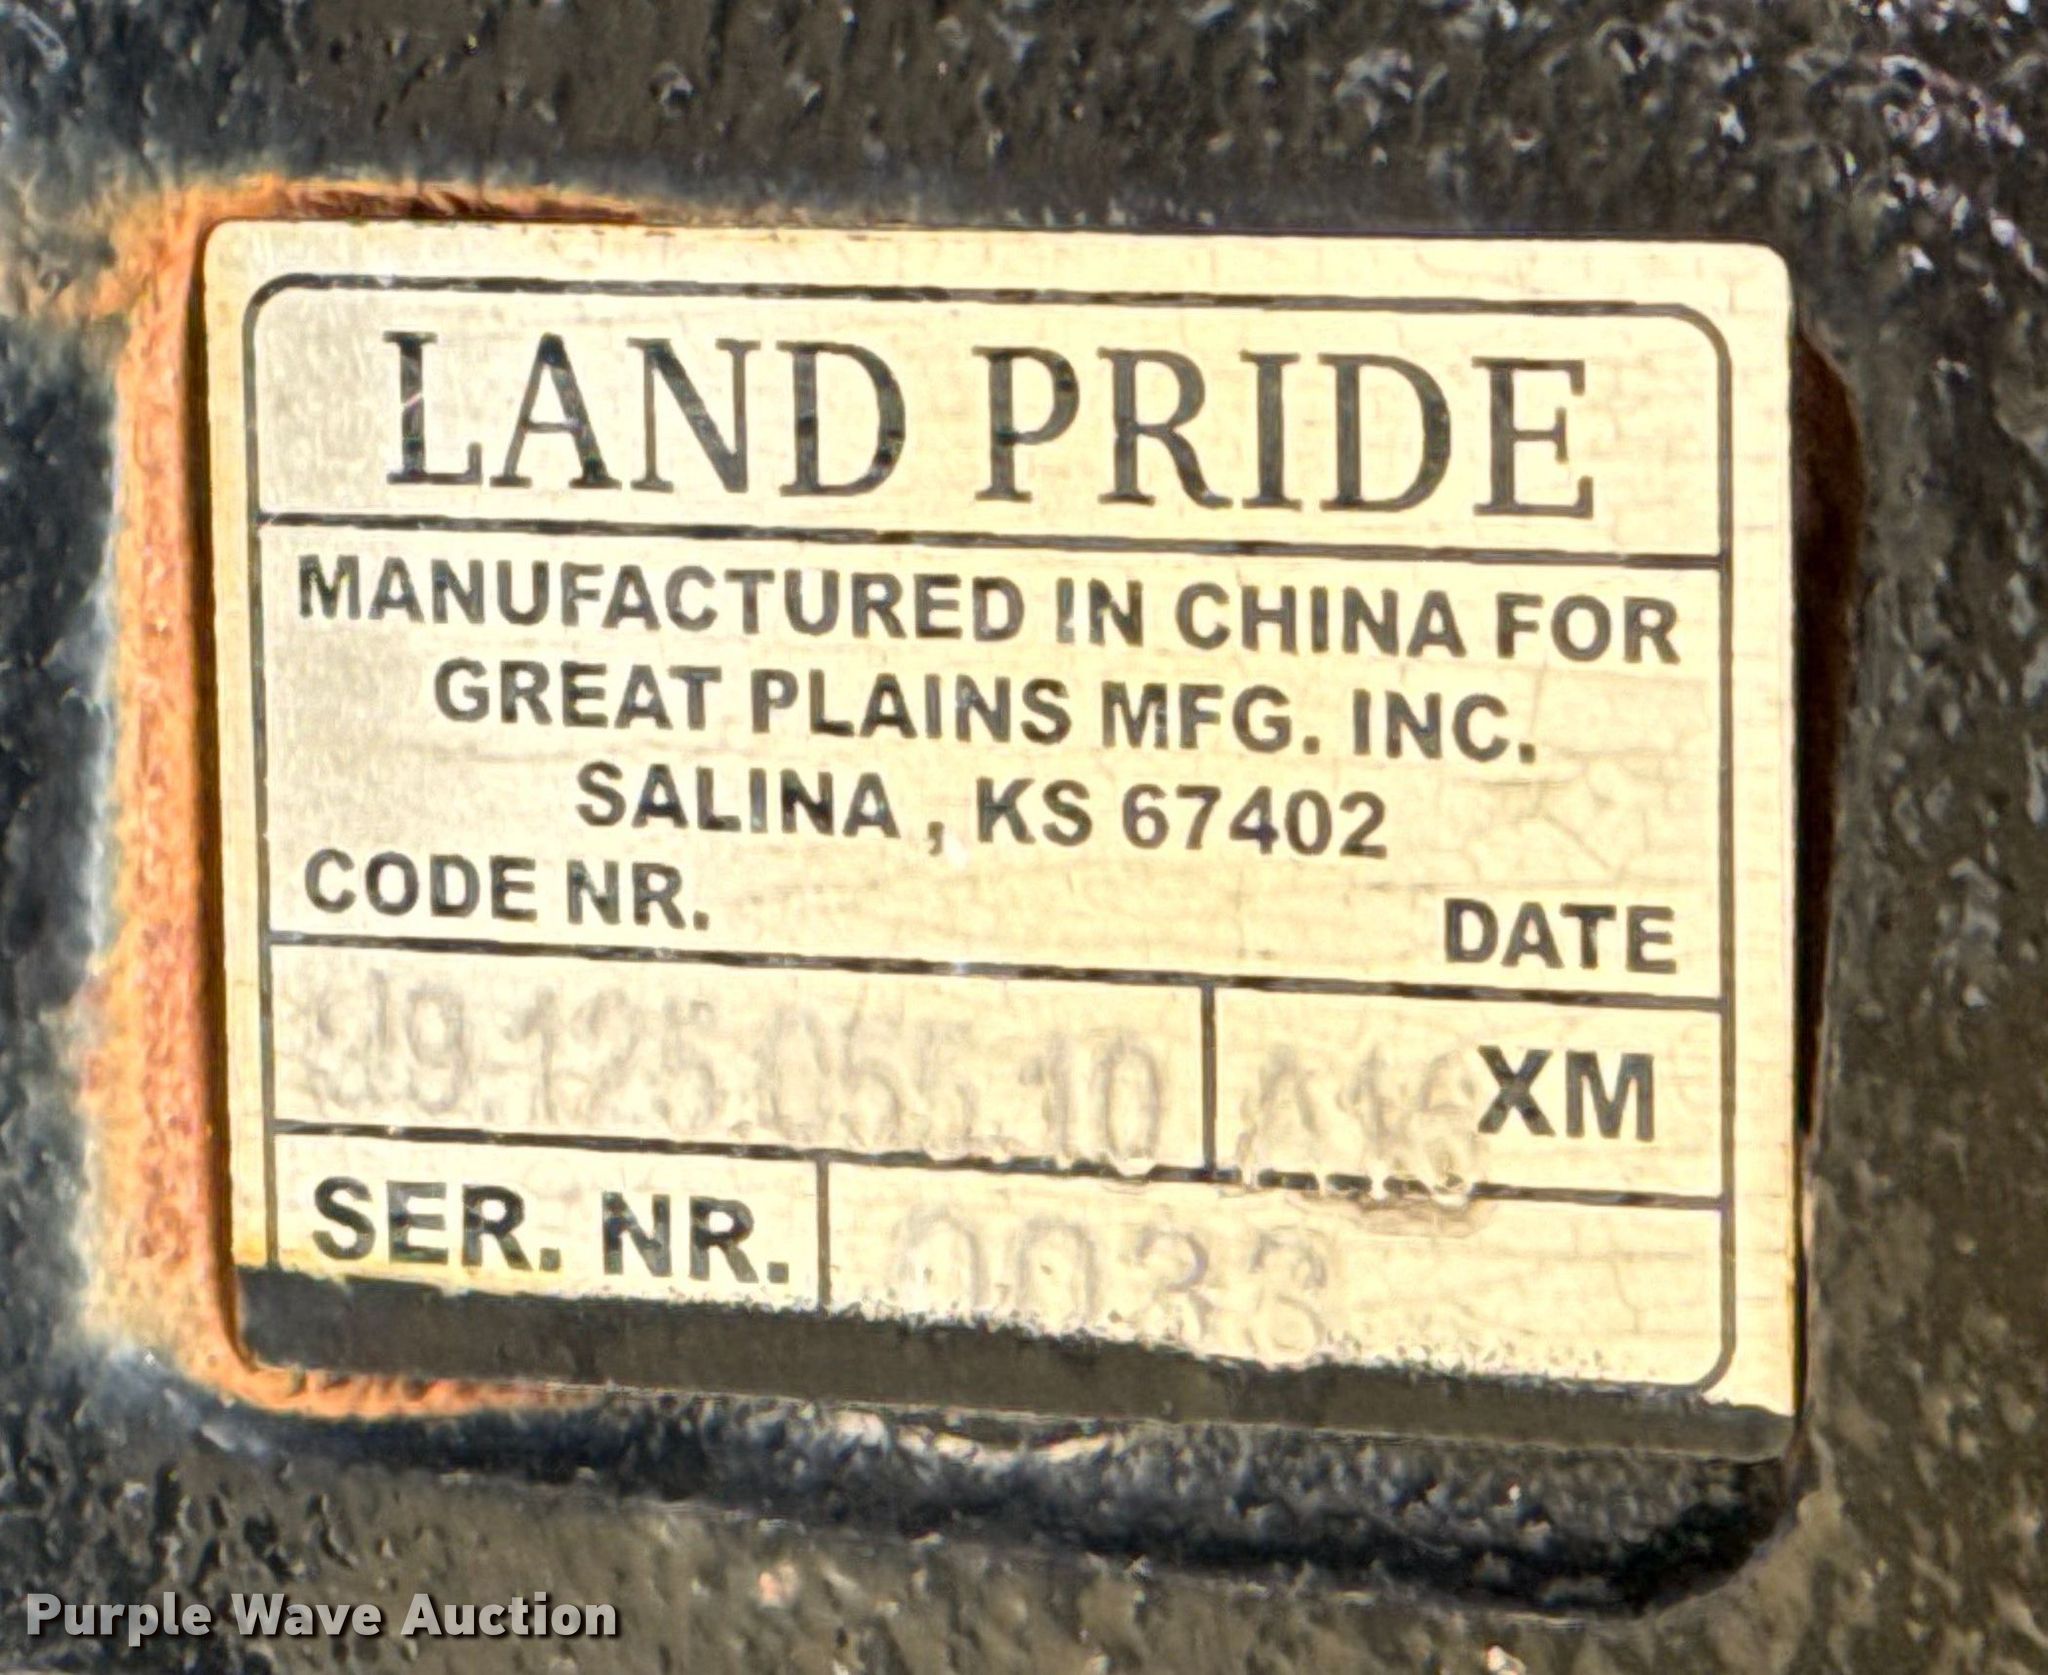 LAND PRIDE
MANUFACTURED IN CHINA FOR
GREAT PLAINS MFG. INC.
SALINA , KS 67402
CODE NR.
DATE
XM
SER. NR. 0033
Purple Wave Auction